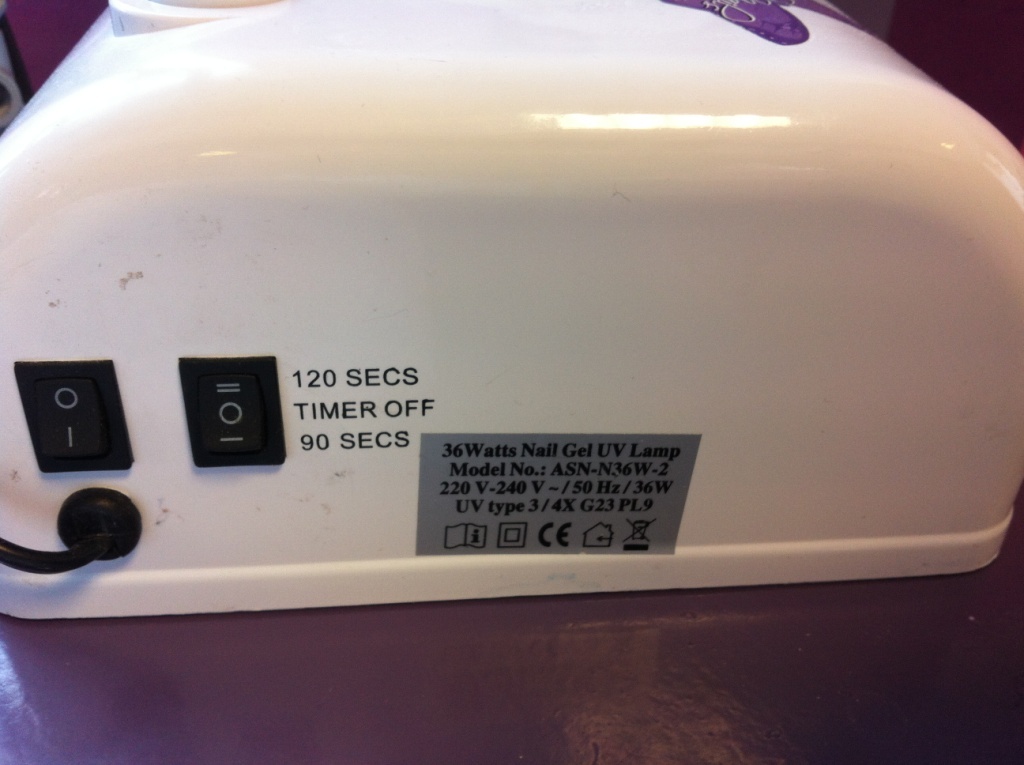 120 SECS
TIMER OFF
90 SECS
36Watts Nail Gel UV Lamp
Model No.: ASN-N36W-2
220 V-240 V ~ / 50 Hz / 36W
UV type 3 / 4X G23 PL9
CE